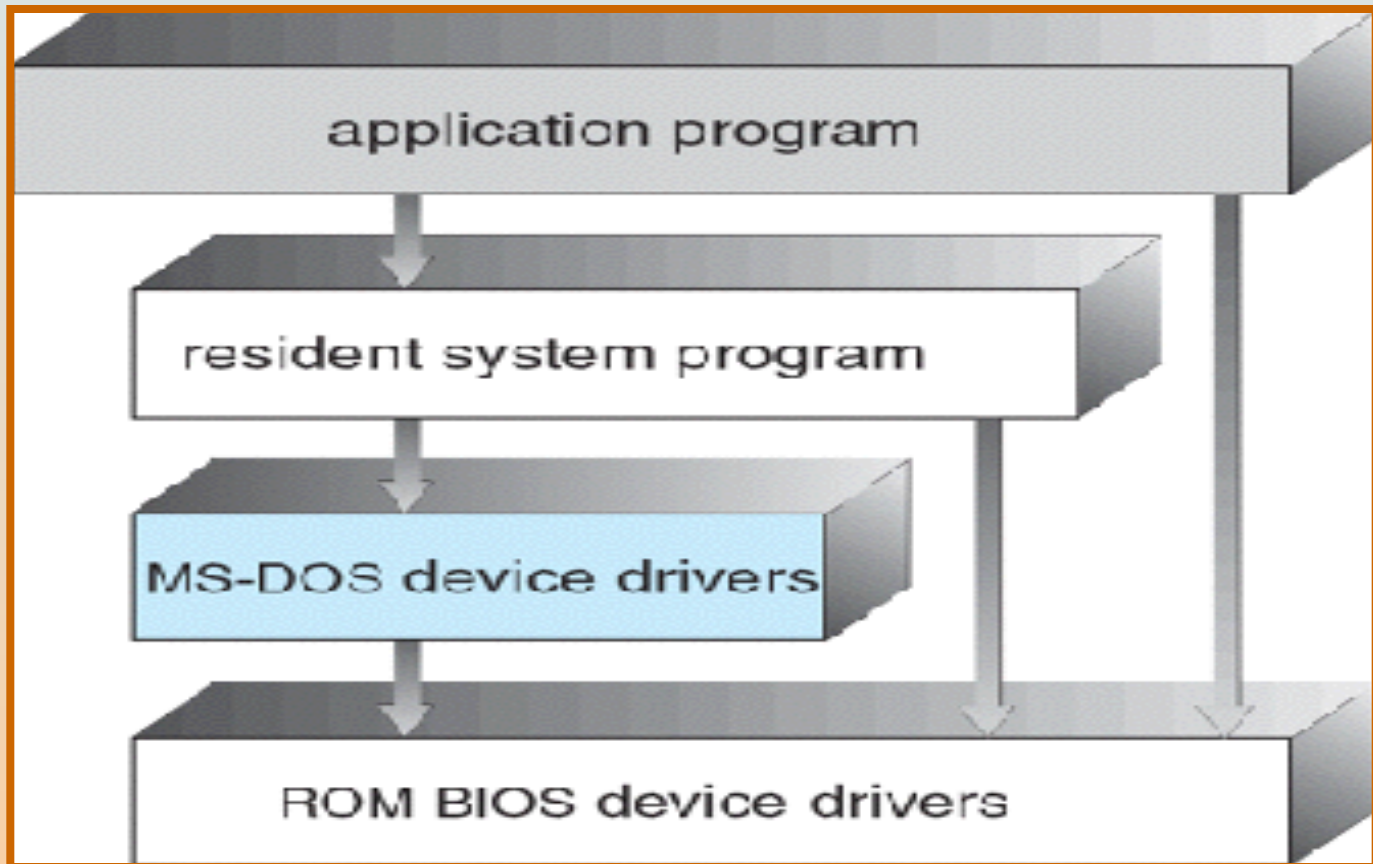 application program
resident system program
MS-DOS device drivers
ROM BIOS device drivers